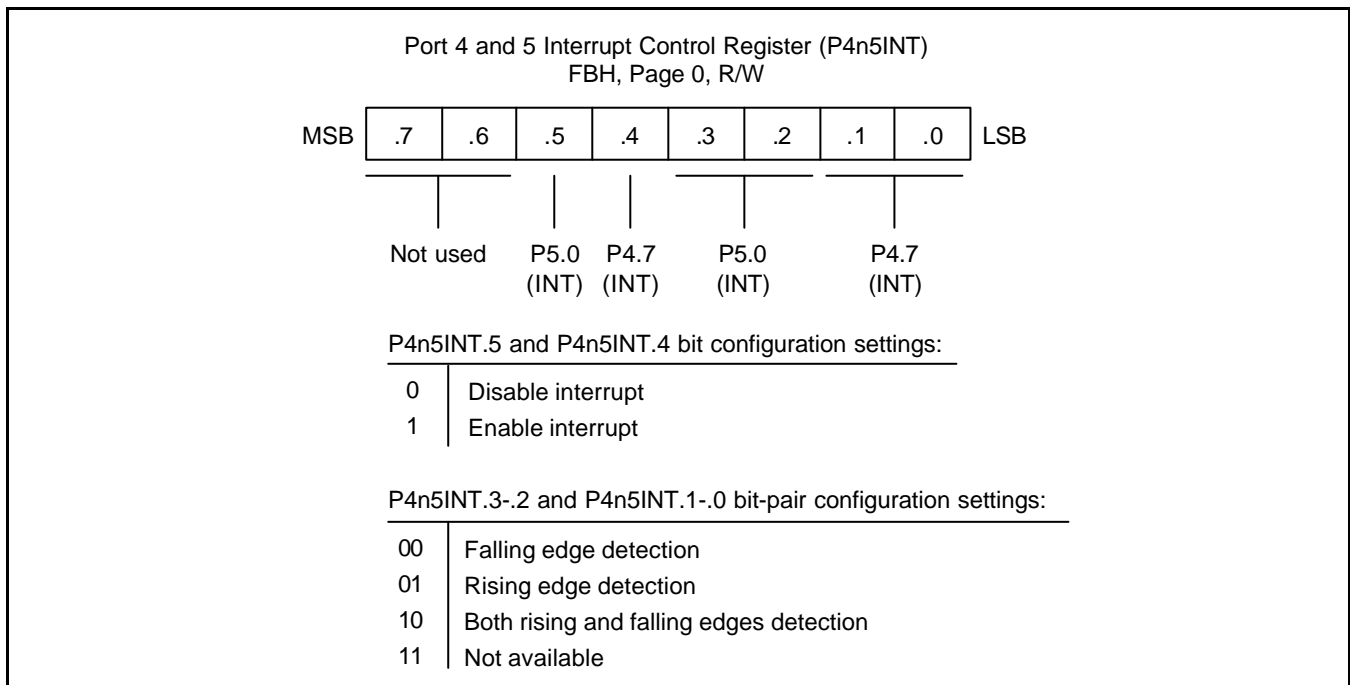 Port 4 and 5 Interrupt Control Register (P4n5INT)
FBH, Page 0, R/W
MSB .7 .6 .5 .4 .3 .2 .1 .0 LSB
Not used P5.0 P4.7 P5.0 P4.7
(INT) (INT) (INT) (INT)
P4n5INT.5 and P4n5INT.4 bit configuration settings:
0 Disable interrupt
1 Enable interrupt
P4n5INT.3-.2 and P4n5INT.1-.0 bit-pair configuration settings:
00 Falling edge detection
01 Rising edge detection
10 Both rising and falling edges detection
11 Not available